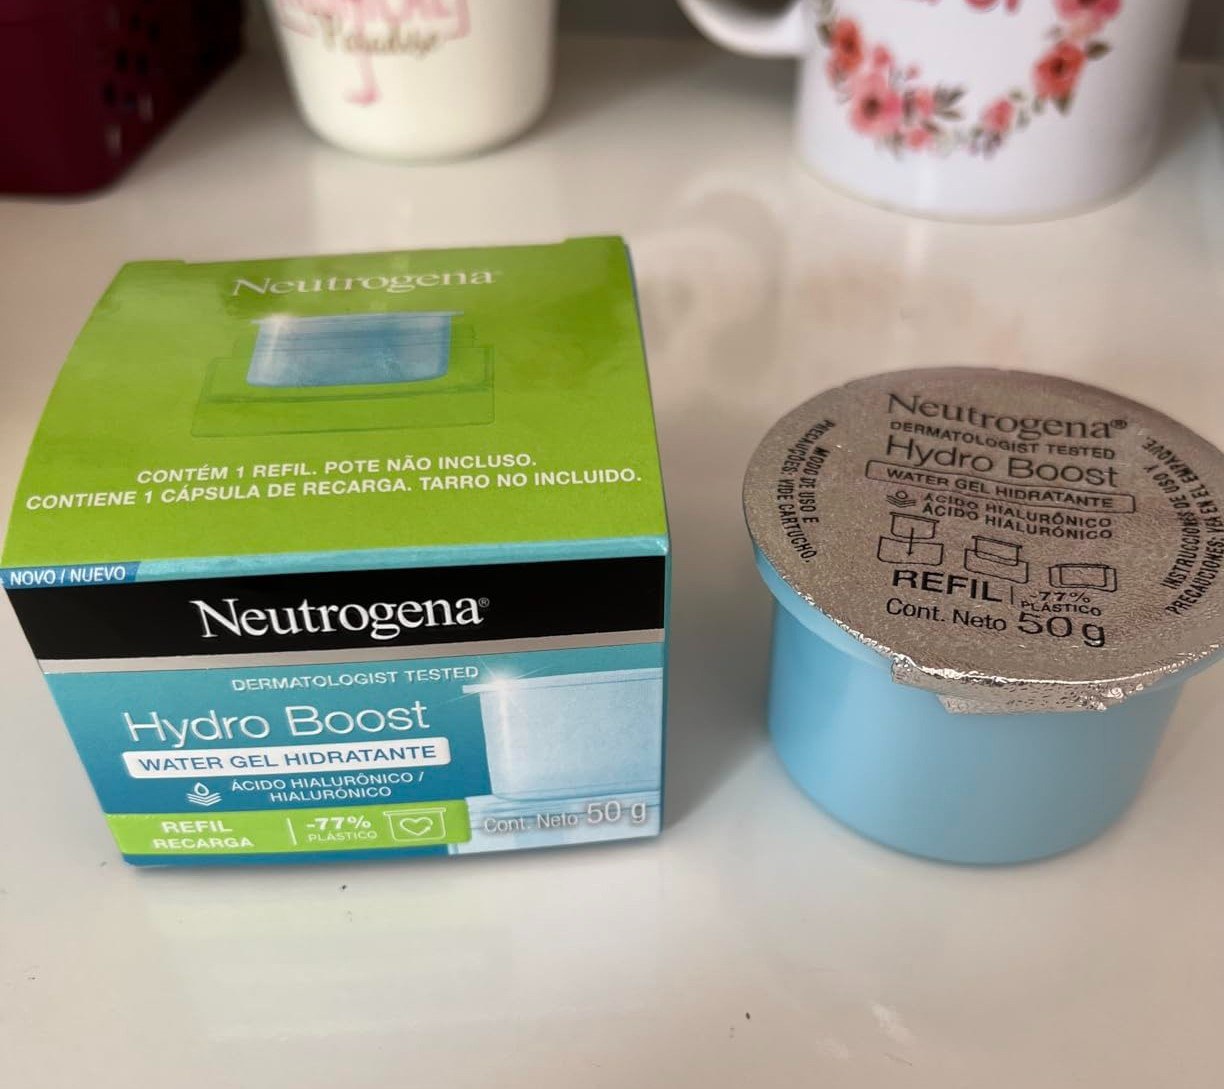 Paradise
Neutrogena
CONTÉM 1 REFIL. POTE NÃO INCLUSO.
CONTIENE 1 CÁPSULA DE RECARGA. TARRO NO INCLUIDO.
NOVO / NUEVO
Neutrogena®
DERMATOLOGIST TESTED
Hydro Boost
WATER GEL HIDRATANTE
ÁCIDO HIALURÔNICO /
HIALURÓNICO
REFIL
RECARGA
-77%
PLÁSTICO
Cont. Neto 50 g
Neutrogena®
DERMATOLOGIST TESTED
Hydro Boost
WATER GEL HIDRATANTE
ÁCIDO HIALURÔNICO
ÁCIDO HIALURÓNICO
REFIL
-77%
PLÁSTICO
Cont. Neto 50 g
MODO DE USO E
PRECAUÇÕES: VIDE CARTUCHO.
INSTRUCCIONES DE USO Y
PRECAUCIONES: VEA EN EL EMPAQUE.